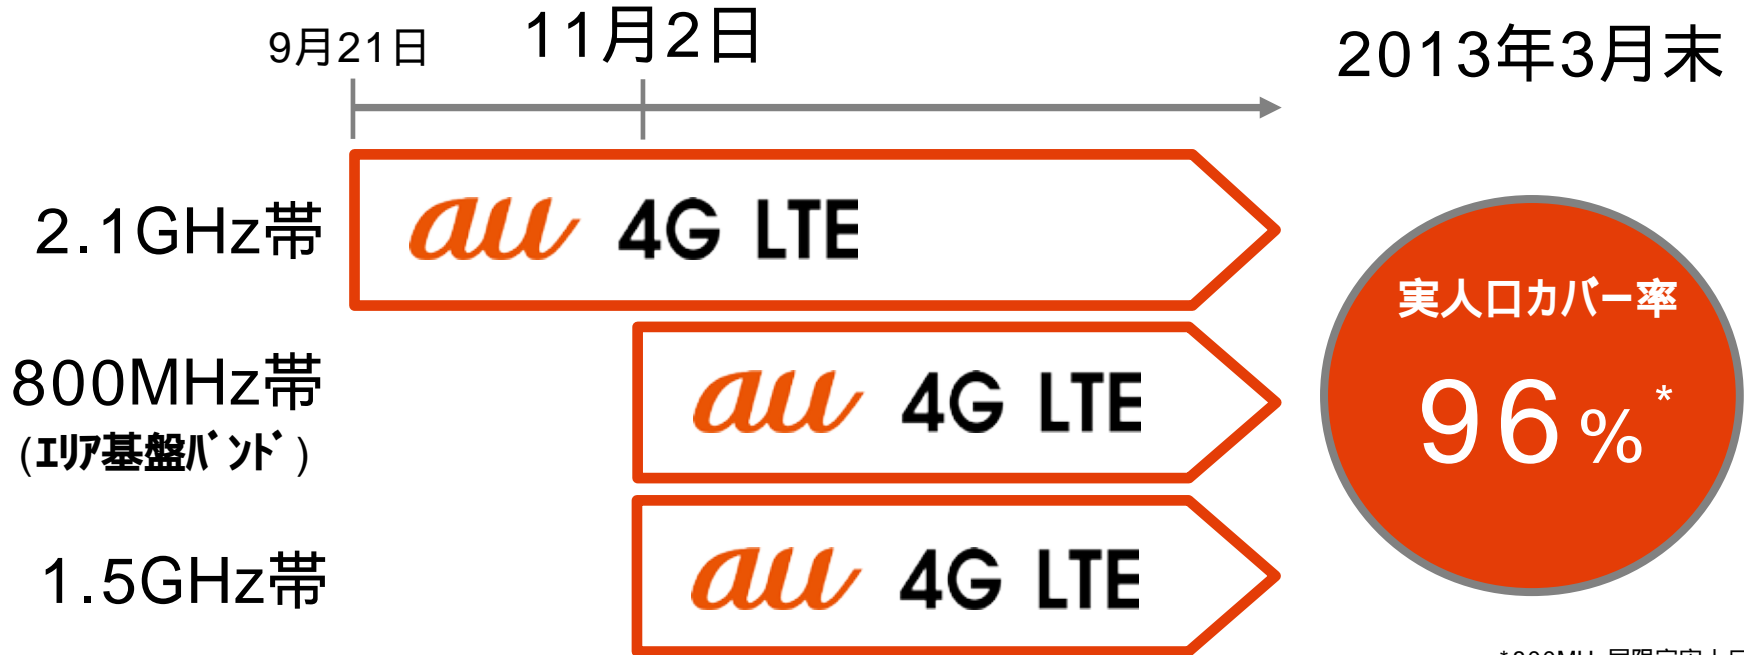 9月21日
11月2日
2013年3月末
2.1GHz帯
au 4G LTE
800MHz帯
(ｴﾘｱ基盤ﾊﾞﾝﾄﾞ)
au 4G LTE
1.5GHz帯
au 4G LTE
実人口カバー率
96%*